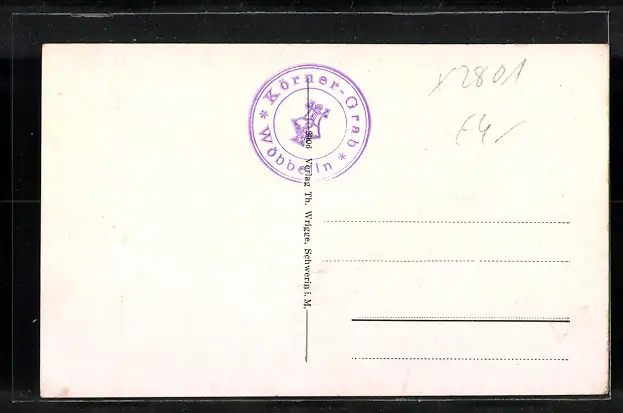 * Körner-Grab *
Wöbbelin
x2801
Verlag Th. Wrigge, Schwerin i. M.